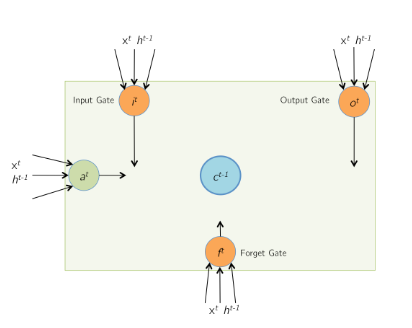 x^t h^{t-1}
x^t h^{t-1}
Input Gate i^t
Output Gate o^t
x^t
h^{t-1}
a^t
c^{t-1}
f^t Forget Gate
x^t h^{t-1}